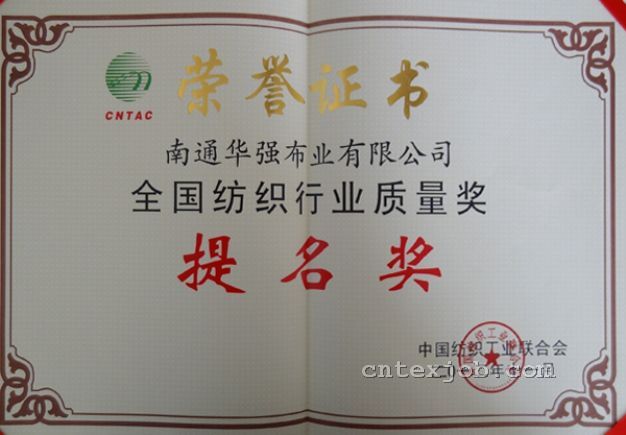 荣誉证书
CNTAC
南通华强布业有限公司
全国纺织行业质量奖
提名奖
中国纺织工业联合会
cntexjob.com